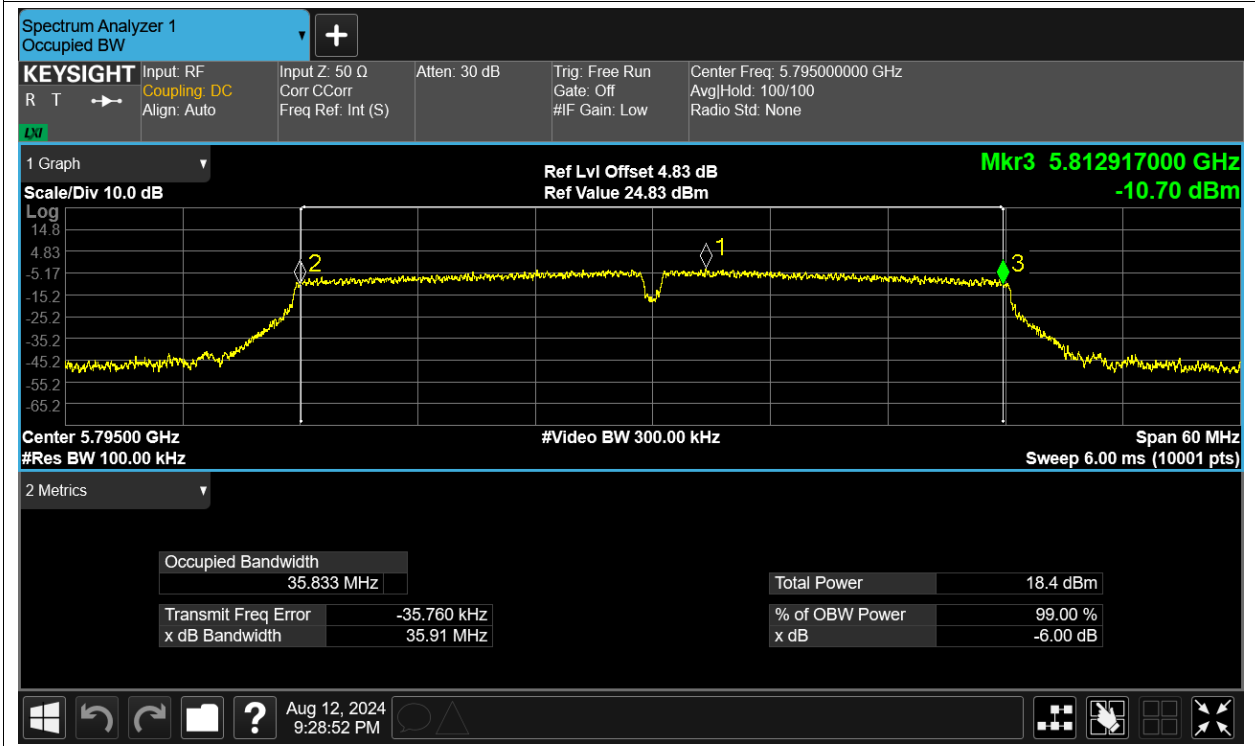 Spectrum Analyzer 1
Occupied BW
KEYSIGHT
R T
LXI
Input: RF
Coupling: DC
Align: Auto
Input Z: 50 Ω
Corr CCorr
Freq Ref: Int (S)
Atten: 30 dB
Trig: Free Run
Gate: Off
#IF Gain: Low
Center Freq: 5.795000000 GHz
Avg|Hold: 100/100
Radio Std: None
1 Graph
Scale/Div 10.0 dB
Ref Lvl Offset 4.83 dB
Ref Value 24.83 dBm
Mkr3 5.812917000 GHz
-10.70 dBm
Log
14.8
4.83
-5.17
-15.2
-25.2
-35.2
-45.2
-55.2
-65.2
2
1
3
Center 5.79500 GHz
#Res BW 100.00 kHz
#Video BW 300.00 kHz
Span 60 MHz
Sweep 6.00 ms (10001 pts)
2 Metrics
Occupied Bandwidth
35.833 MHz
Transmit Freq Error -35.760 kHz
x dB Bandwidth 35.91 MHz
Total Power 18.4 dBm
% of OBW Power 99.00 %
x dB -6.00 dB
?
Aug 12, 2024
9:28:52 PM